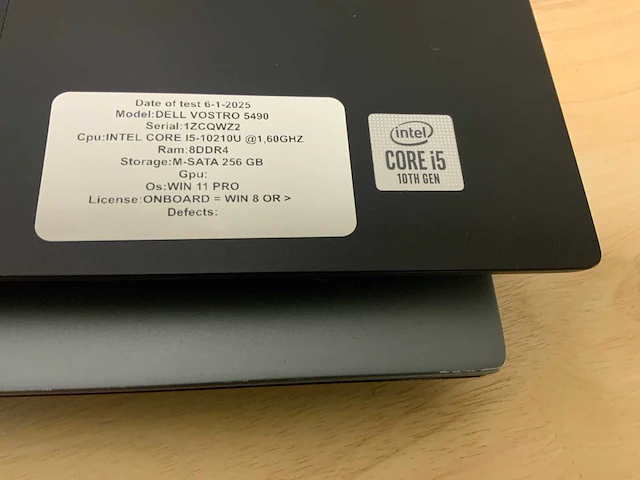 Date of test 6-1-2025
Model:DELL VOSTRO 5490
Serial:1ZCQWZ2
Cpu:INTEL CORE I5-10210U @1,60GHZ
Ram:8DDR4
Storage:M-SATA 256 GB
Gpu:
Os:WIN 11 PRO
License:ONBOARD = WIN 8 OR >
Defects:
intel
CORE i5
10TH GEN